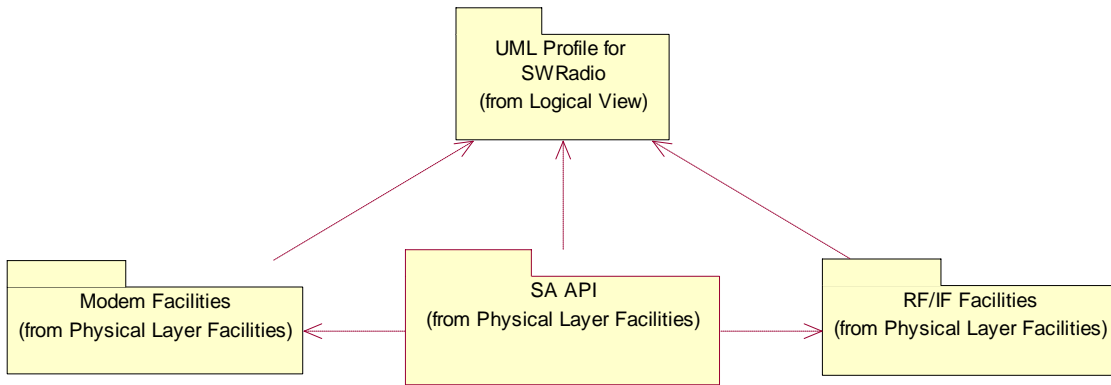 UML Profile for
SWRadio
(from Logical View)
Modem Facilities
(from Physical Layer Facilities)
SA API
(from Physical Layer Facilities)
RF/IF Facilities
(from Physical Layer Facilities)